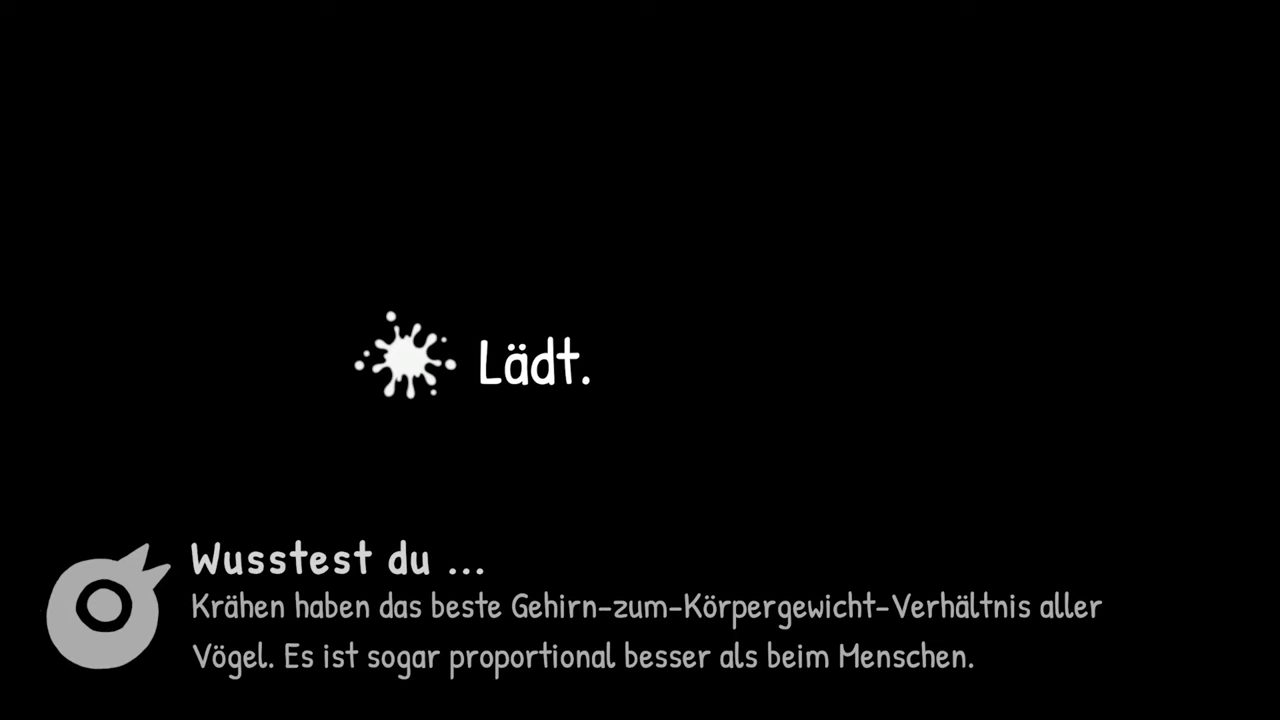 Lädt.
Wusstest du ...
Krähen haben das beste Gehirn-zum-Körpergewicht-Verhältnis aller
Vögel. Es ist sogar proportional besser als beim Menschen.